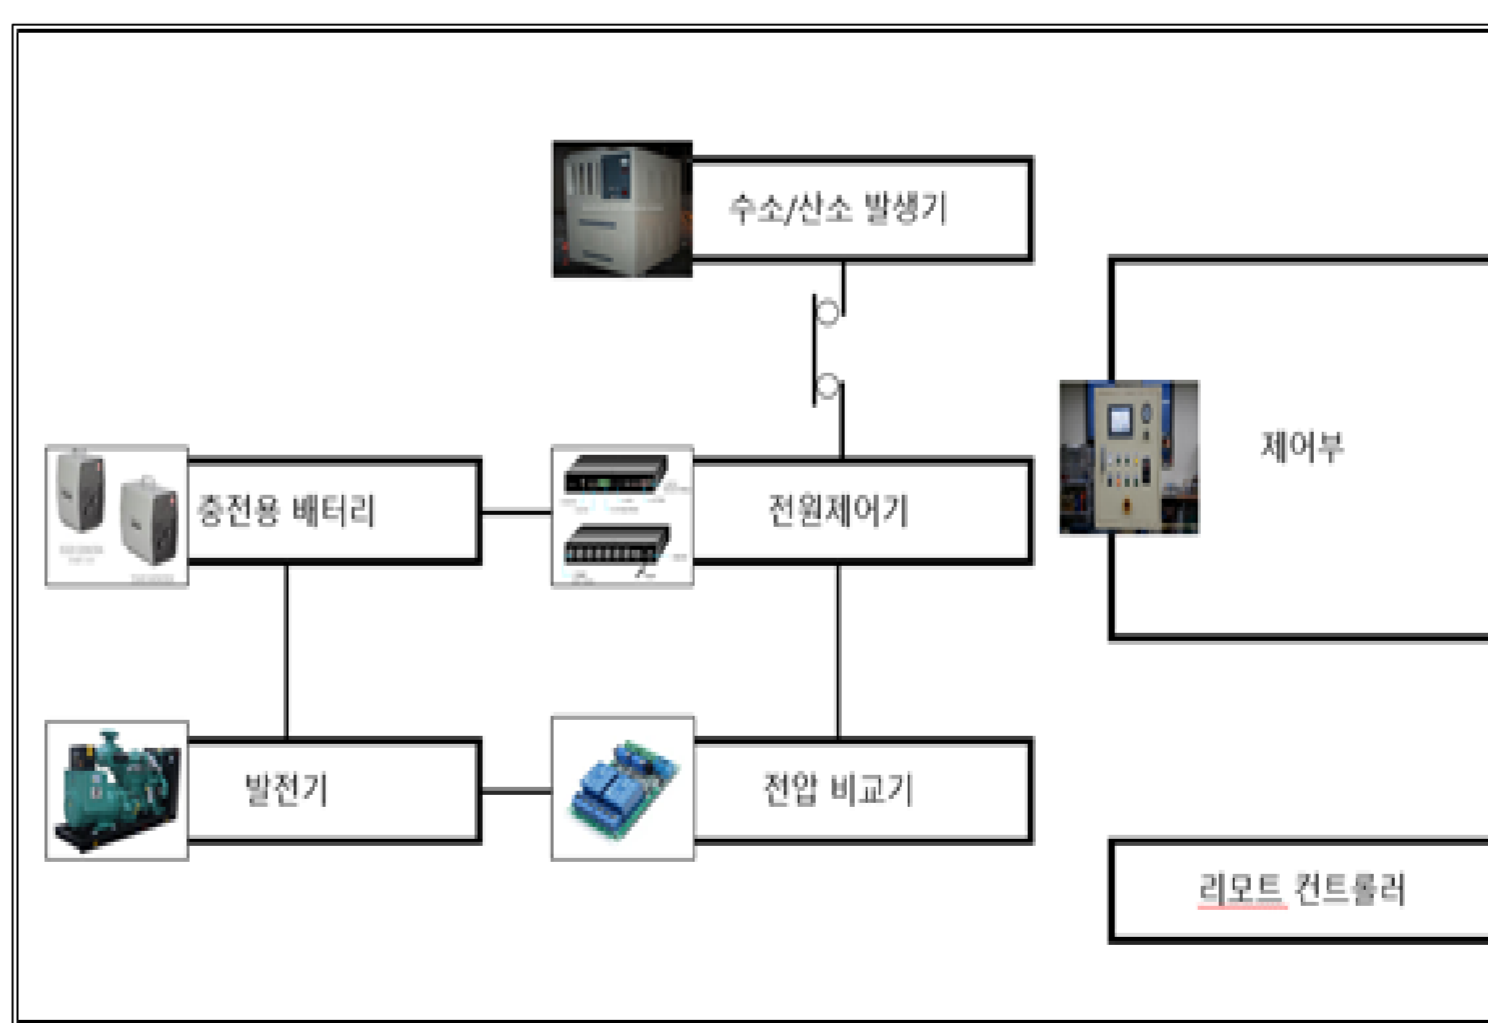 수소/산소 발생기
제어부
충전용 배터리
전원제어기
발전기
전압 비교기
리모트 컨트롤러